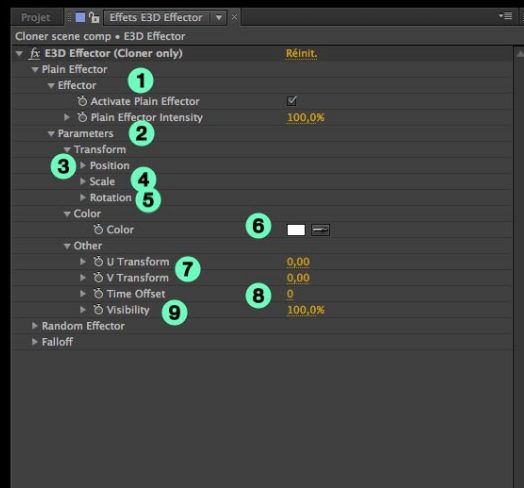 Projet Effets E3D Effector
Cloner scene comp • E3D Effector
fx E3D Effector (Cloner only) Réinit.
Plain Effector
Effector 1
Activate Plain Effector
Plain Effector Intensity 100,0%
Parameters 2
Transform
3 Position
Scale 4
Rotation 5
Color
Color 6
Other
U Transform 7 0,00
V Transform 0,00
Time Offset 8 0
Visibility 9 100,0%
Random Effector
Falloff